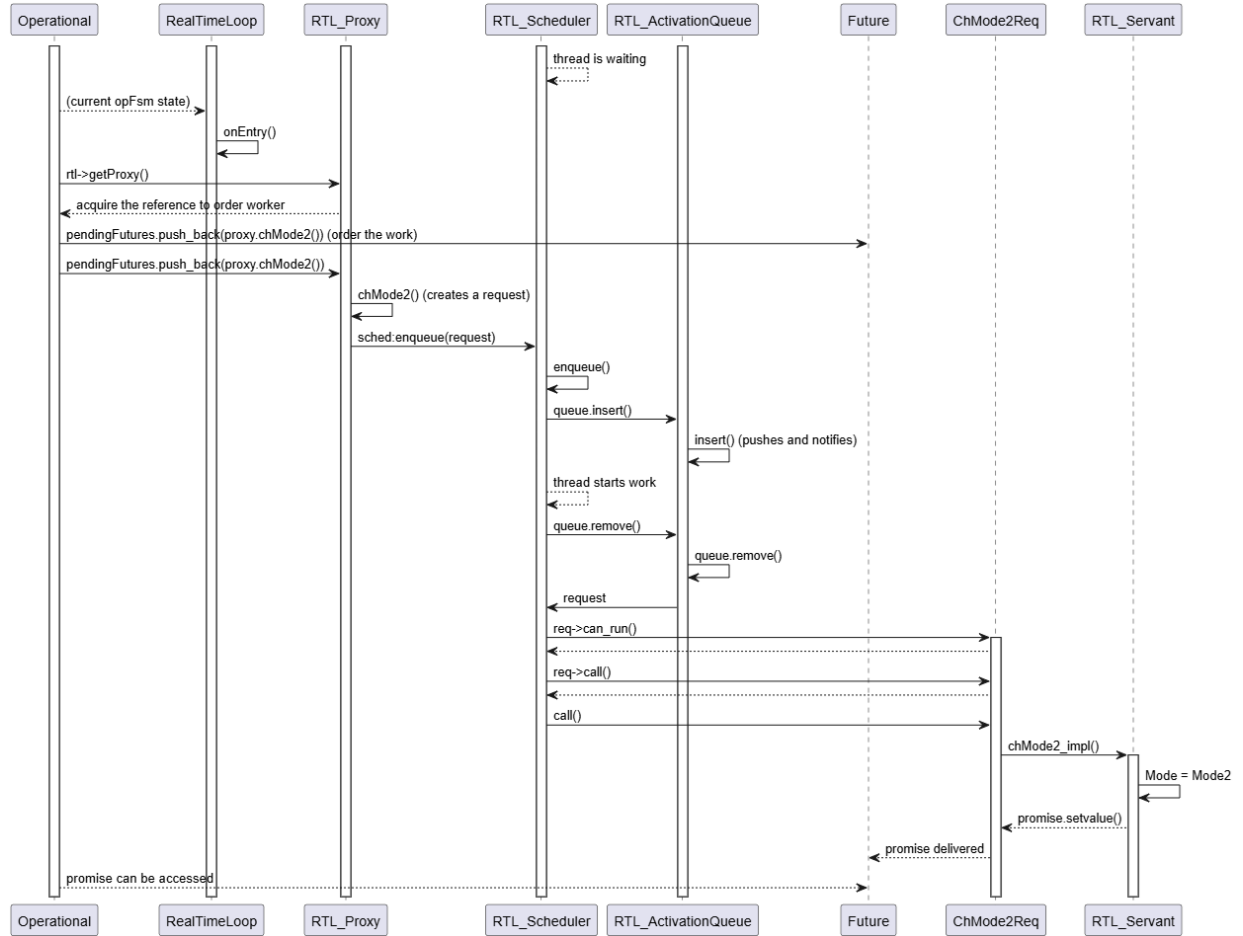 Operational
RealTimeLoop
RTL_Proxy
RTL_Scheduler
RTL_ActivationQueue
Future
ChMode2Req
RTL_Servant
thread is waiting
(current opFsm state)
onEntry()
rtl->getProxy()
acquire the reference to order worker
pendingFutures.push_back(proxy.chMode2()) (order the work)
pendingFutures.push_back(proxy.chMode2())
chMode2() (creates a request)
sched:enqueue(request)
enqueue()
queue.insert()
insert() (pushes and notifies)
thread starts work
queue.remove()
queue.remove()
request
req->can_run()
req->call()
call()
chMode2_impl()
Mode = Mode2
promise.setvalue()
promise delivered
promise can be accessed
Operational
RealTimeLoop
RTL_Proxy
RTL_Scheduler
RTL_ActivationQueue
Future
ChMode2Req
RTL_Servant